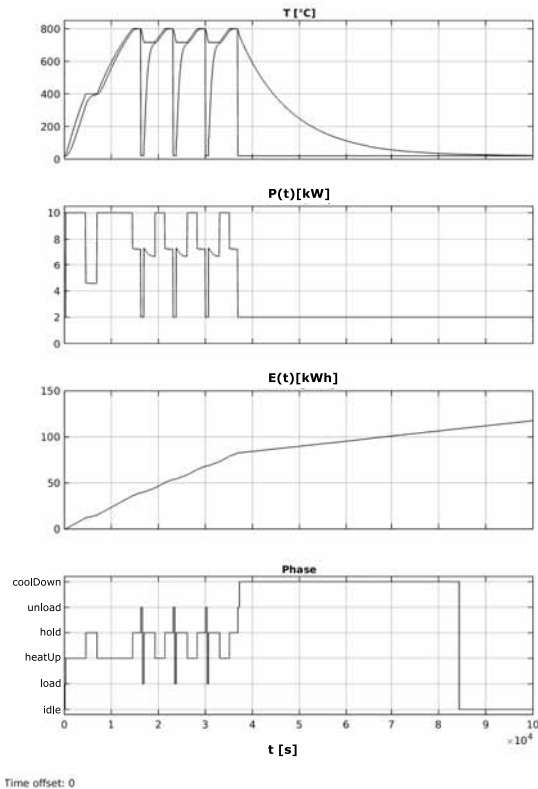 T [°C]
800
600
400
200
0
P(t)[kW]
10
8
6
4
2
0
E(t)[kWh]
150
100
50
0
Phase
coolDown
unload
hold
heatUp
load
idle
0 1 2 3 4 5 6 7 8 9 10
×10⁴
t [s]
Time offset: 0